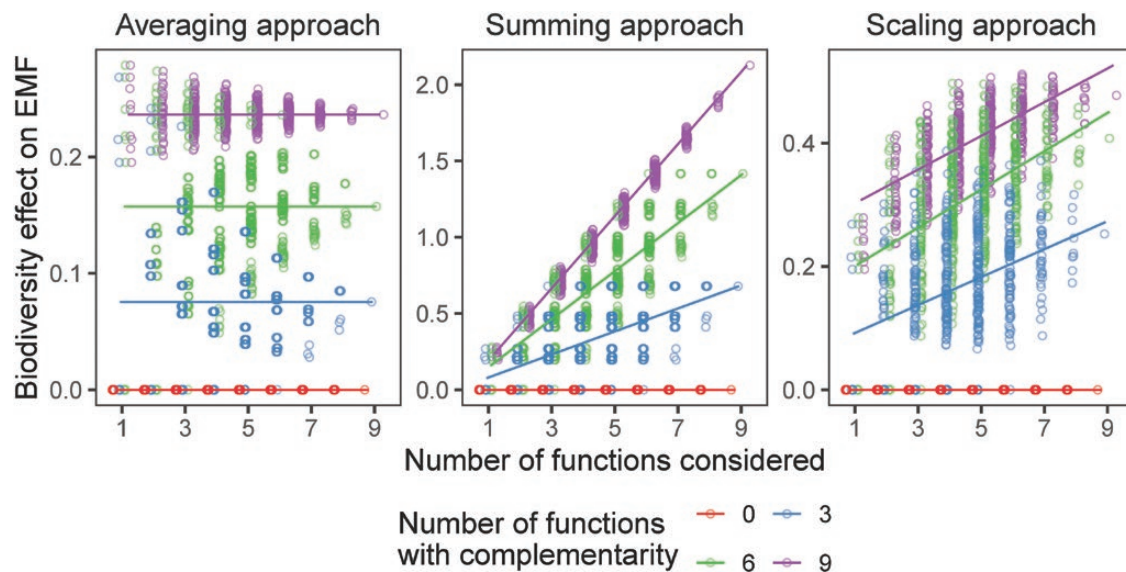 Averaging approach Summing approach Scaling approach
Biodiversity effect on EMF
0.2
0.1
0.0
1 3 5 7 9
2.0
1.5
1.0
0.5
0.0
1 3 5 7 9
0.4
0.2
0.0
1 3 5 7 9
Number of functions considered
Number of functions
with complementarity
0 3
6 9